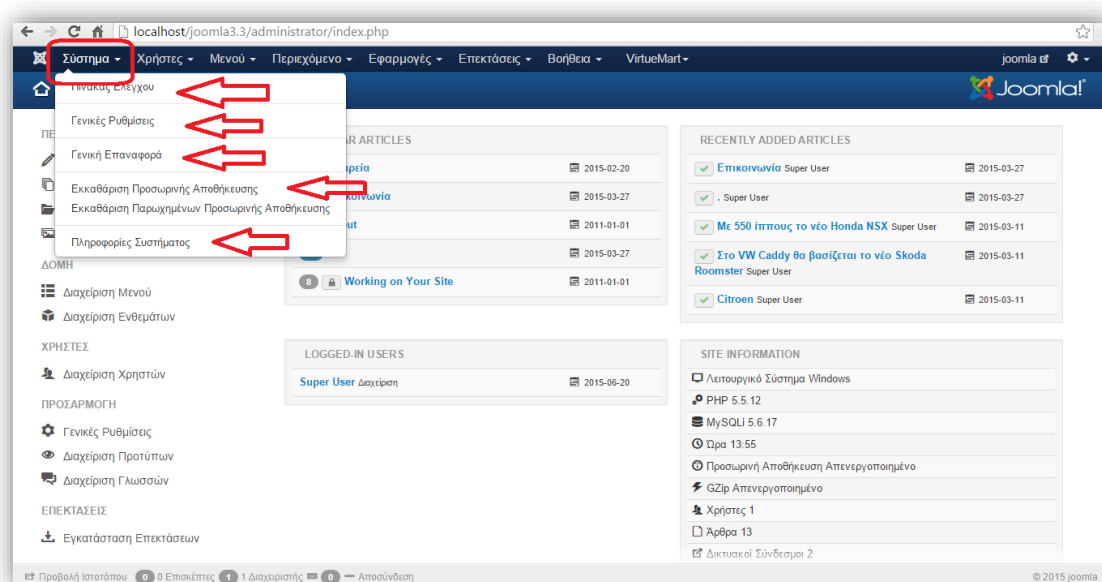 localhost/joomla3.3/administrator/index.php
Σύστημα Χρήστες Μενού Περιεχόμενο Εφαρμογές Επεκτάσεις Βοήθεια VirtueMart joomla
Joomla!
Πίνακας Ελέγχου
Γενικές Ρυθμίσεις
Γενική Επαναφορά
Εκκαθάριση Προσωρινής Αποθήκευσης
Εκκαθάριση Παρωχημένων Προσωρινής Αποθήκευσης
Πληροφορίες Συστήματος
ΔΟΜΗ
Διαχείριση Μενού
Διαχείριση Ενθεμάτων
ΧΡΗΣΤΕΣ
Διαχείριση Χρηστών
ΠΡΟΣΑΡΜΟΓΗ
Γενικές Ρυθμίσεις
Διαχείριση Προτύπων
Διαχείριση Γλωσσών
ΕΠΕΚΤΑΣΕΙΣ
Εγκατάσταση Επεκτάσεων
ARTICLES
2015-02-20
2015-03-27
2011-01-01
2015-03-27
8 Working on Your Site 2011-01-01
LOGGED-IN USERS
Super User Διαχείριση 2015-06-20
RECENTLY ADDED ARTICLES
Επικοινωνία Super User 2015-03-27
. Super User 2015-03-27
Με 550 ίππους το νέο Honda NSX Super User 2015-03-11
Στο VW Caddy θα βασίζεται το νέο Skoda 2015-03-11
Roomster Super User
Citroen Super User 2015-03-11
SITE INFORMATION
Λειτουργικό Σύστημα Windows
PHP 5.5.12
MySQLi 5.6.17
Ώρα 13:55
Προσωρινή Αποθήκευση Απενεργοποιημένο
GZip Απενεργοποιημένο
Χρήστες 1
Άρθρα 13
Δικτυακοί Σύνδεσμοι 2
Προβολή Ιστοτόπου 0 0 Επισκέπτες 1 1 Διαχειριστής 0 Αποσύνδεση © 2015 joomla